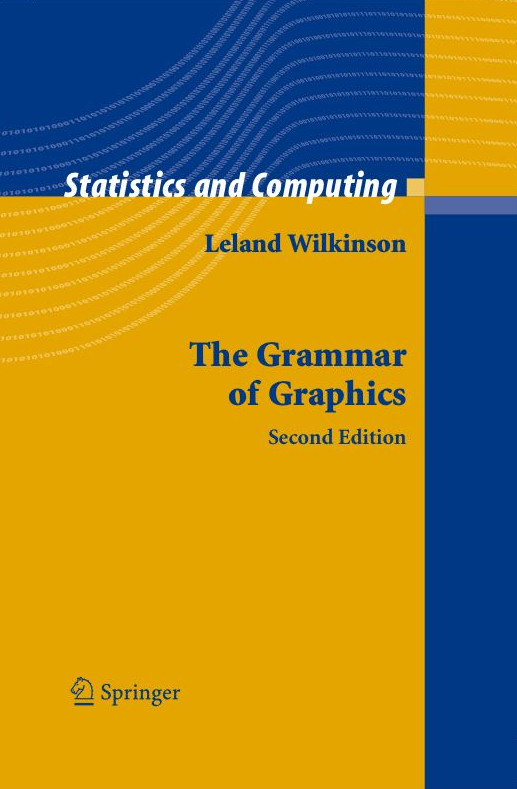 Statistics and Computing
Leland Wilkinson
The Grammar
of Graphics
Second Edition
Springer